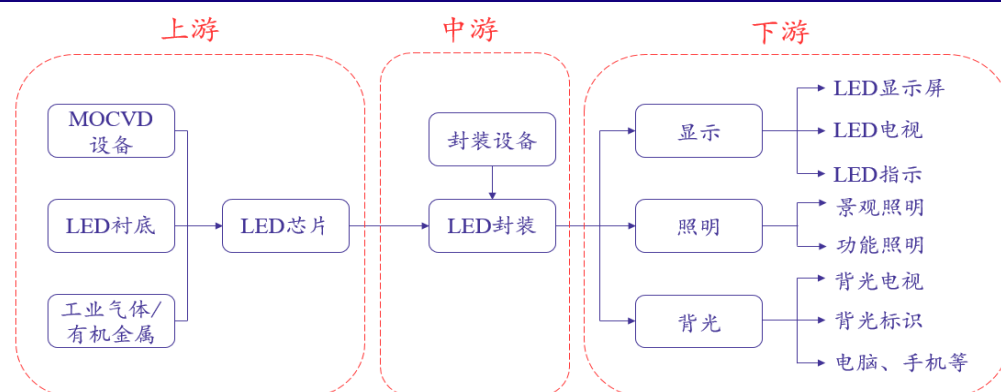 上游
中游
下游
MOCVD
设备
LED衬底
工业气体/
有机金属
LED芯片
封装设备
LED封装
显示
照明
背光
LED显示屏
LED电视
LED指示
景观照明
功能照明
背光电视
背光标识
电脑、手机等